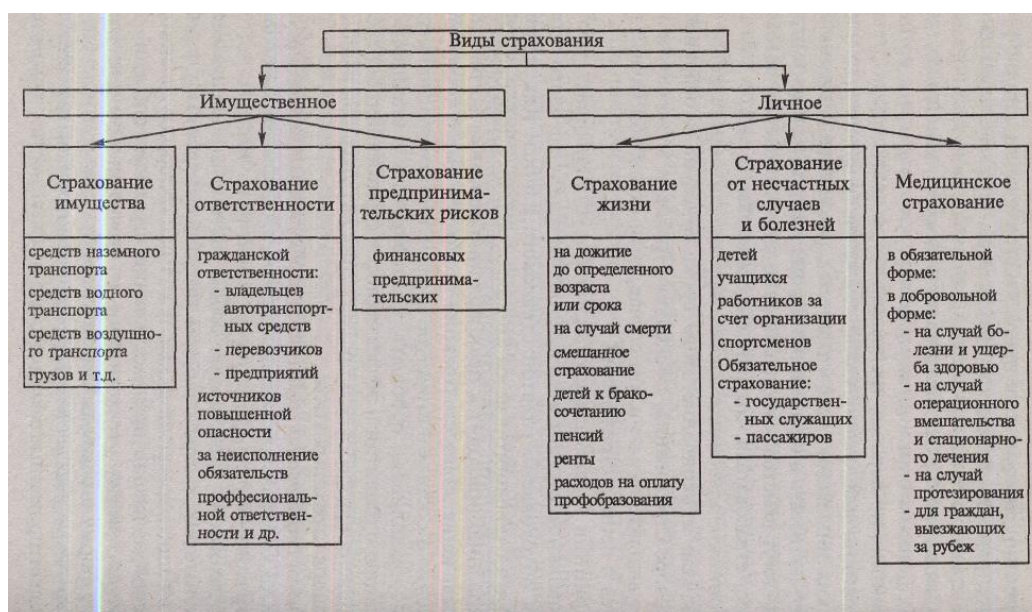 Виды страхования
Имущественное
Личное
Страхование
имущества
средств наземного
транспорта
средств водного
транспорта
средств воздушно-
го транспорта
грузов и т.д.
Страхование
ответственности
гражданской
ответственности:
- владельцев
автотранспорт-
ных средств
- перевозчиков
- предприятий
источников
повышенной
опасности
за неисполнение
обязательств
проффесиональ-
ной ответствен-
ности и др.
Страхование
предпринима-
тельских рисков
финансовых
предпринима-
тельских
Страхование
жизни
на дожитие
до определенного
возраста
или срока
на случай смерти
смешанное
страхование
детей к брако-
сочетанию
пенсий
ренты
расходов на оплату
профобразования
Страхование
от несчастных
случаев
и болезней
детей
учащихся
работников за
счет организации
спортсменов
Обязательное
страхование:
- государствен-
ных служащих
- пассажиров
Медицинское
страхование
в обязательной
форме:
в добровольной
форме:
- на случай бо-
лезни и ущер-
ба здоровью
- на случай
операционного
вмешательства
и стационарно-
го лечения
- на случай
протезирования
- для граждан,
выезжающих
за рубеж